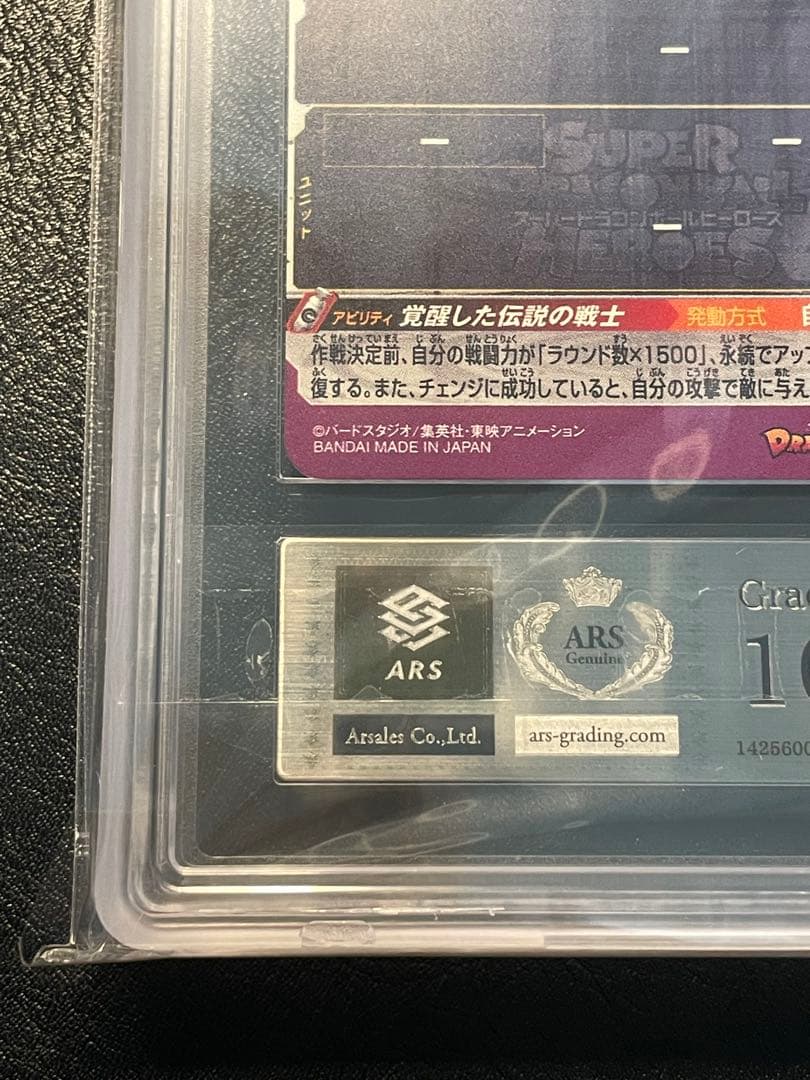 SUPER
DRAGONBALL
スーパードラゴンボールヒーローズ
HEROES
ユニット
アビリティ 覚醒した伝説の戦士 発動方式
作戦決定前、自分の戦闘力が「ラウンド数×1500」、永続でアップ
復する。また、チェンジに成功していると、自分の攻撃で敵に与え
©バードスタジオ/集英社・東映アニメーション
BANDAI MADE IN JAPAN
ARS
Arsales Co.,Ltd.
ARS
Genuine
ars-grading.com
1425600